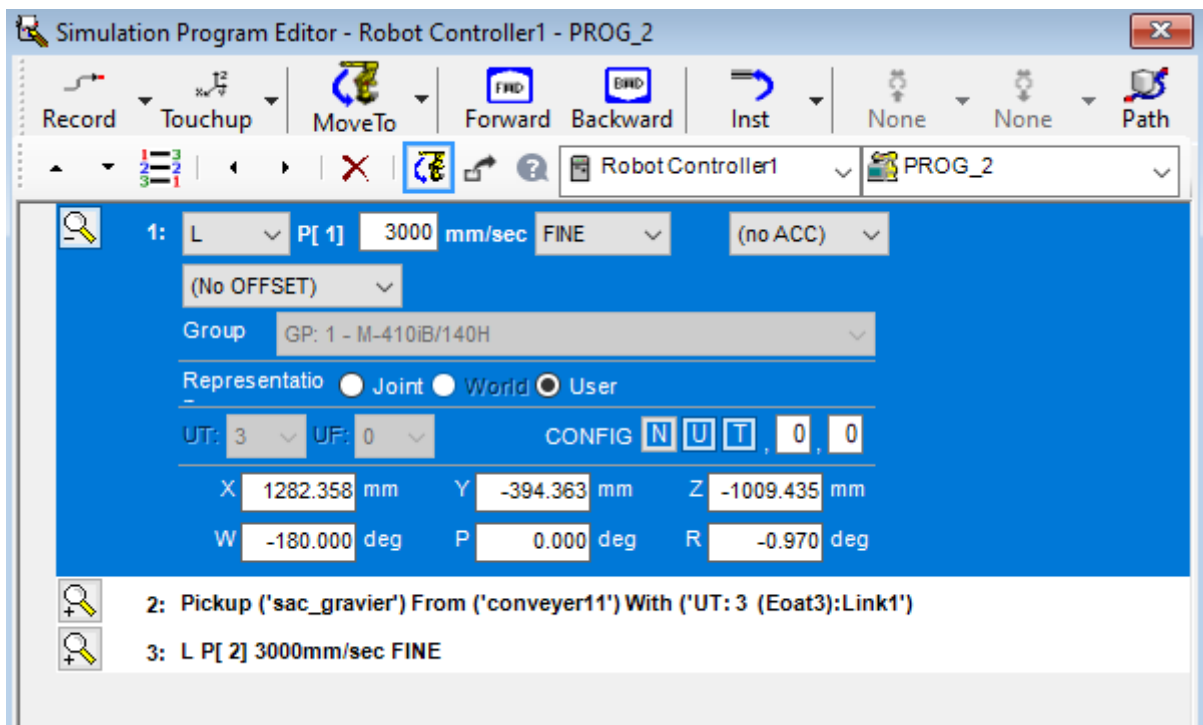 Simulation Program Editor - Robot Controller1 - PROG_2
FWD BWD
Record Touchup MoveTo Forward Backward Inst None None Path
Robot Controller1 PROG_2
1: L P[ 1] 3000 mm/sec FINE (no ACC)
(No OFFSET)
Group GP: 1 - M-410iB/140H
Representatio Joint World User
UT: 3 UF: 0 CONFIG N U T , 0 , 0
X 1282.358 mm Y -394.363 mm Z -1009.435 mm
W -180.000 deg P 0.000 deg R -0.970 deg
2: Pickup ('sac_gravier') From ('conveyer11') With ('UT: 3 (Eoat3):Link1')
3: L P[ 2] 3000mm/sec FINE